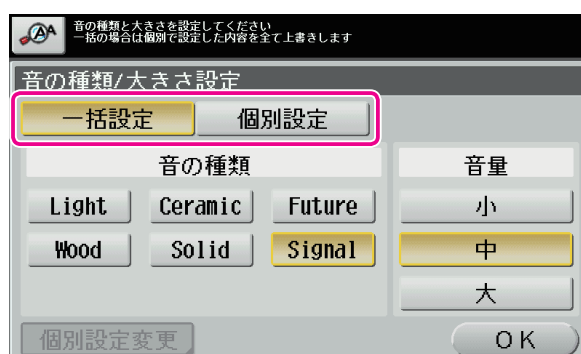 音の種類と大きさを設定してください
一括の場合は個別で設定した内容を全て上書きします
音の種類/大きさ設定
一括設定 個別設定
音の種類 音量
Light Ceramic Future 小
Wood Solid Signal 中
大
個別設定変更 OK